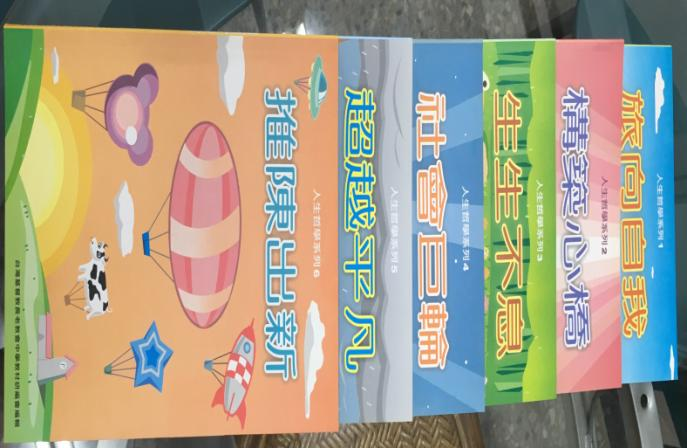 人生哲學系列 6
推陳出新
人生哲學系列 5
超越平凡
人生哲學系列 4
社會巨輪
人生哲學系列 3
生生不息
人生哲學系列 2
構築心橋
人生哲學系列 1
旅向自我